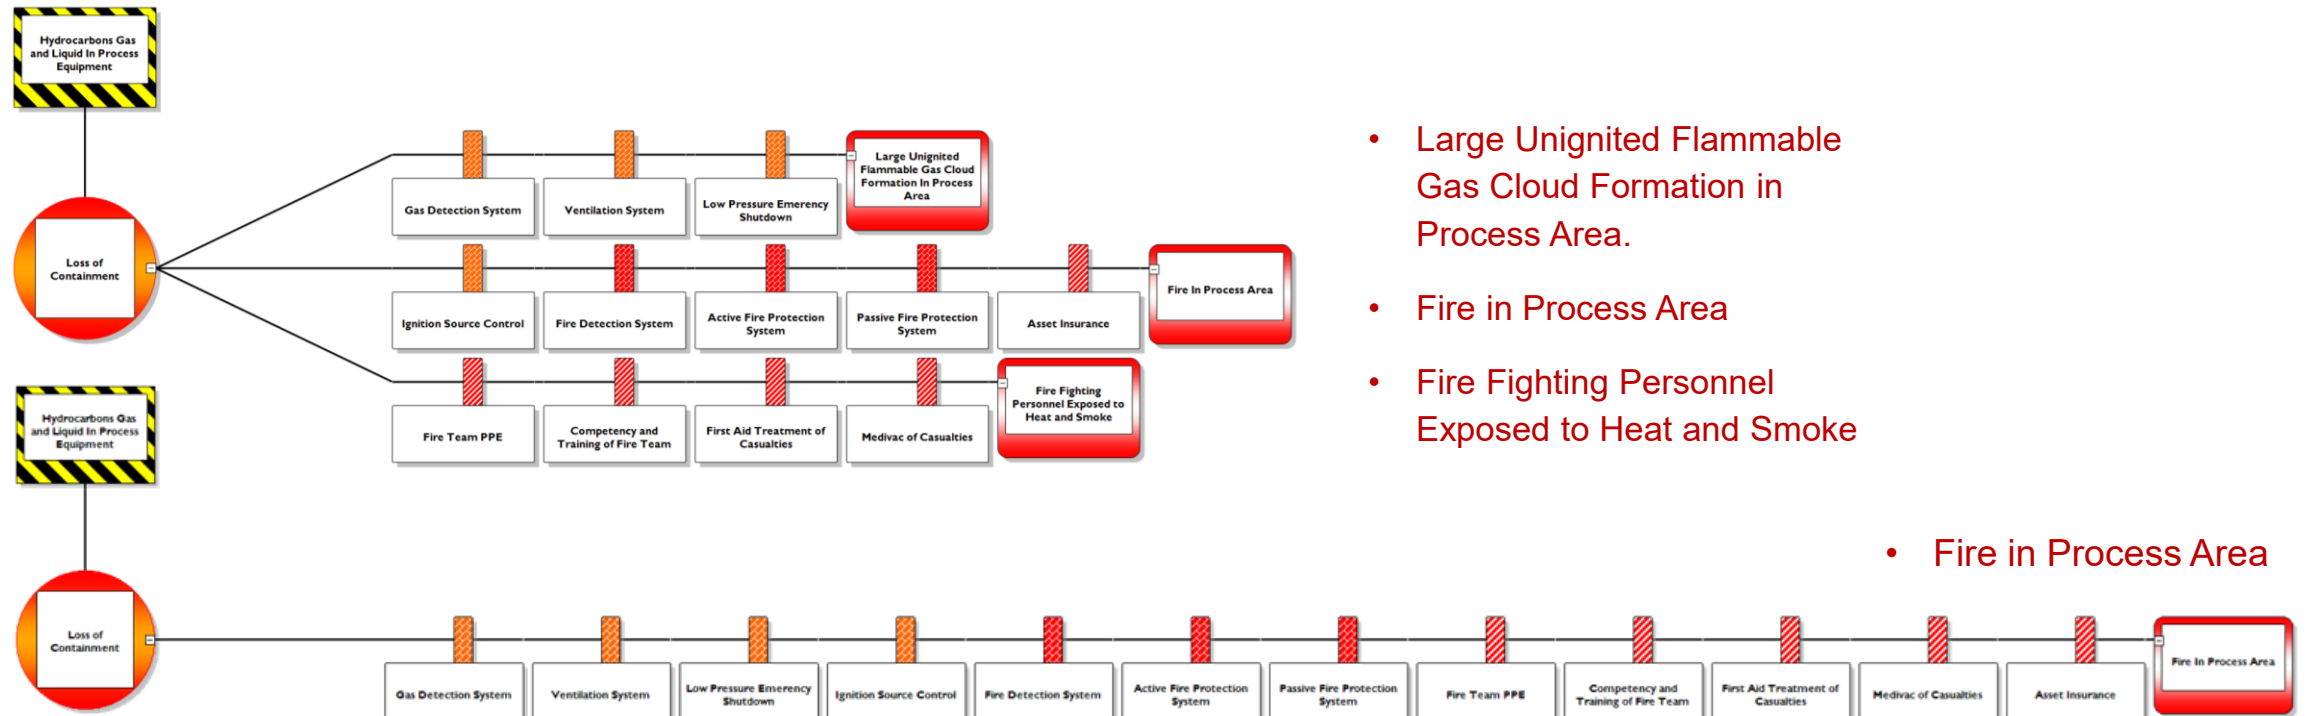 Hydrocarbons Gas
and Liquid In Process
Equipment
Loss of
Containment
Gas Detection System
Ventilation System
Low Pressure Emerency
Shutdown
Large Unignited
Flammable Gas Cloud
Formation In Process
Area
Ignition Source Control
Fire Detection System
Active Fire Protection
System
Passive Fire Protection
System
Asset Insurance
Fire In Process Area
Fire Team PPE
Competency and
Training of Fire Team
First Aid Treatment of
Casualties
Medivac of Casualties
Fire Fighting
Personnel Exposed to
Heat and Smoke
• Large Unignited Flammable
Gas Cloud Formation in
Process Area.
• Fire in Process Area
• Fire Fighting Personnel
Exposed to Heat and Smoke
Hydrocarbons Gas
and Liquid In Process
Equipment
Loss of
Containment
• Fire in Process Area
Gas Detection System
Ventilation System
Low Pressure Emerency
Shutdown
Ignition Source Control
Fire Detection System
Active Fire Protection
System
Passive Fire Protection
System
Fire Team PPE
Competency and
Training of Fire Team
First Aid Treatment of
Casualties
Medivac of Casualties
Asset Insurance
Fire In Process Area